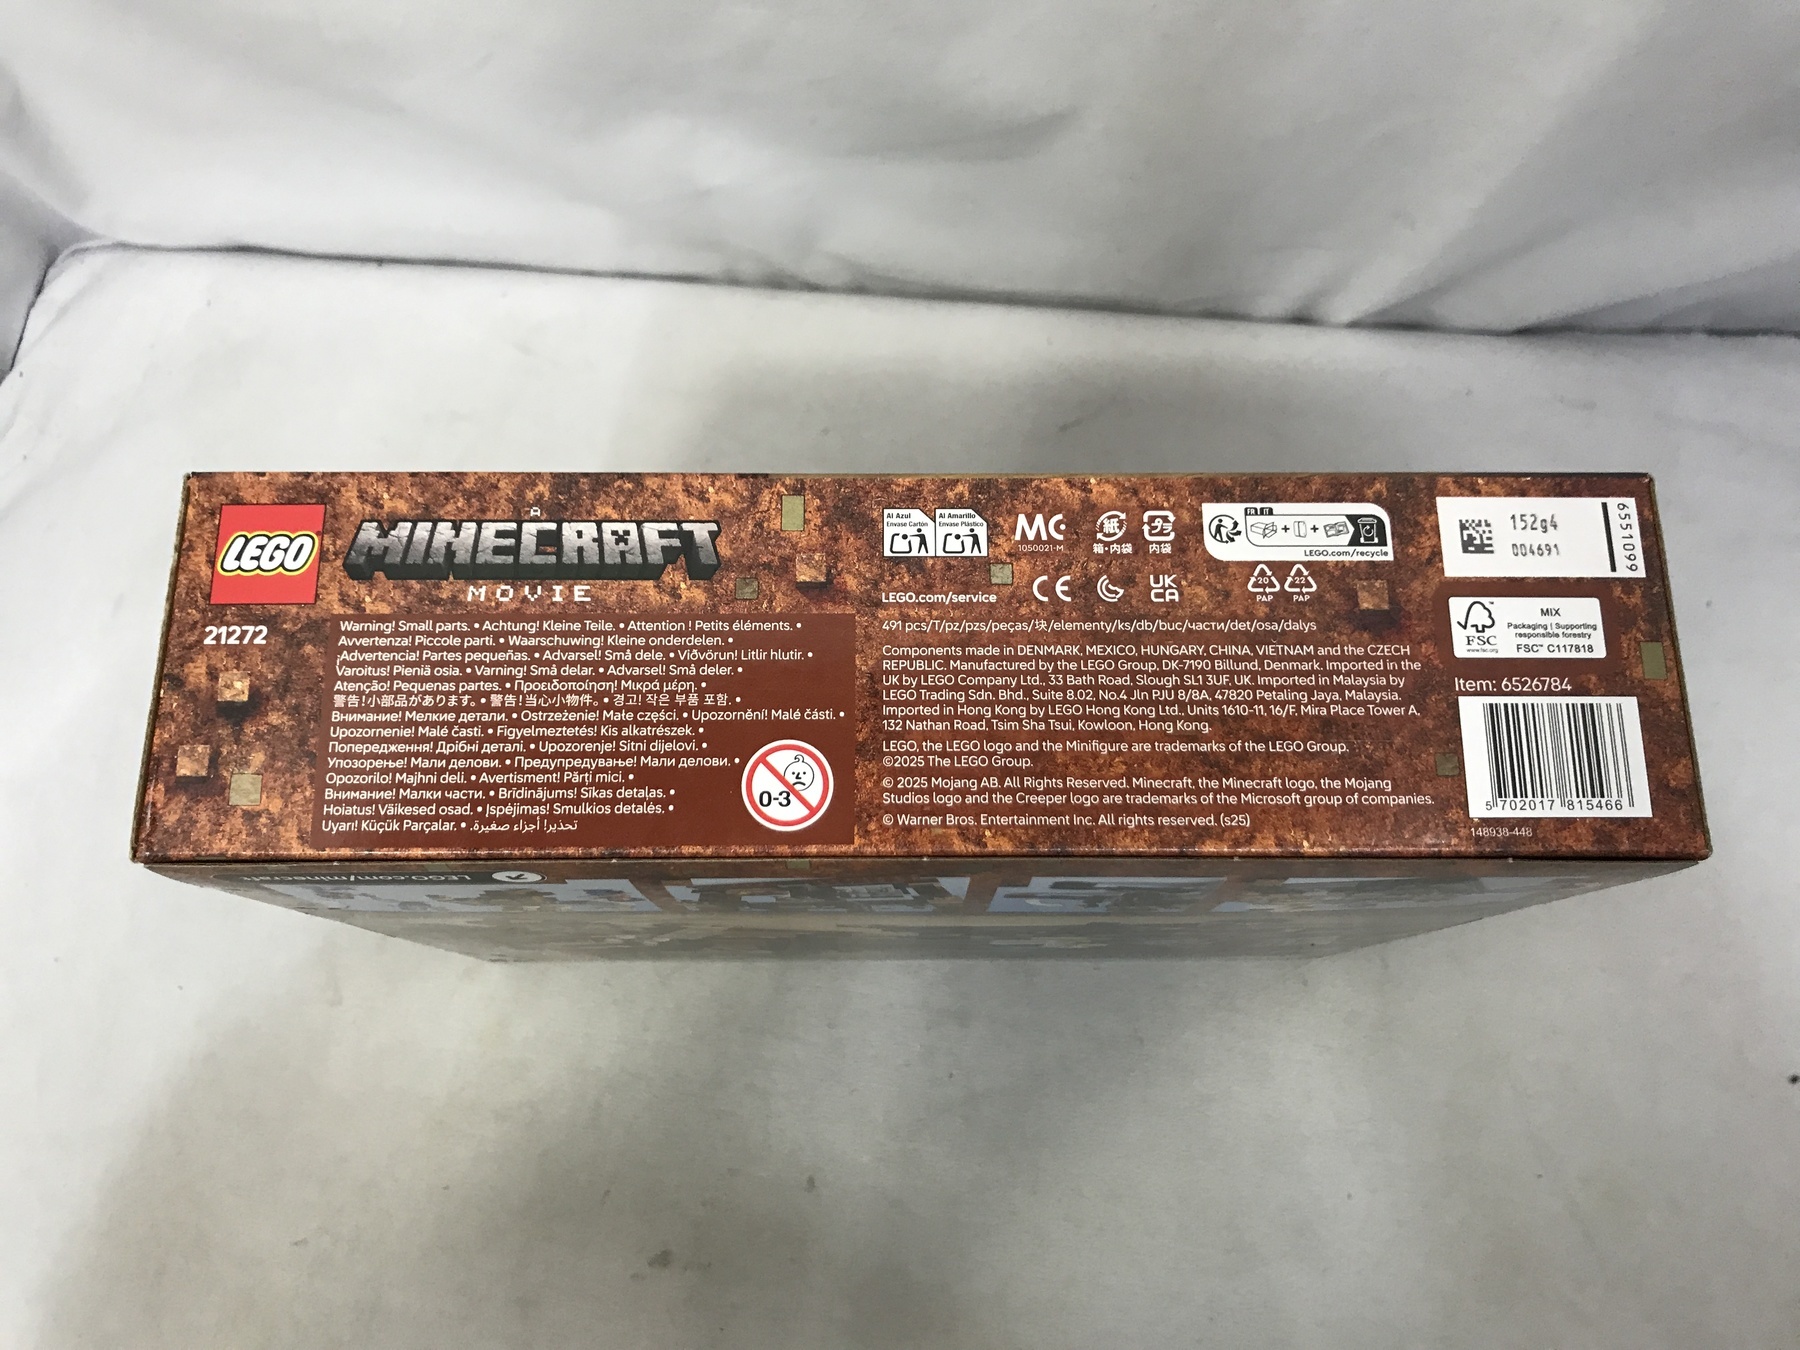 LEGO
A
MINECRAFT
MOVIE
21272
Warning! Small parts. • Achtung! Kleine Teile. • Attention ! Petits éléments. •
Avvertenza! Piccole parti. • Waarschuwing! Kleine onderdelen. •
¡Advertencia! Partes pequeñas. • Advarsel! Små dele. • Viðvörun! Litlir hlutir. •
Varoitus! Pieniä osia. • Varning! Små delar. • Advarsel! Små deler. •
Atenção! Pequenas partes. • Προειδοποίηση! Μικρά μέρη. •
警告!小部品があります。• 警告!当心小物件。• 경고! 작은 부품 포함. •
Внимание! Мелкие детали. • Ostrzeżenie! Małe części. • Upozornění! Malé části. •
Upozornenie! Malé časti. • Figyelmeztetés! Kis alkatrészek. •
Попередження! Дрібні деталі. • Upozorenje! Sitni dijelovi. •
Упозорење! Мали делови. • Предупредување! Мали делови. •
Opozorilo! Majhni deli. • Avertisment! Părți mici. •
Внимание! Малки части. • Brīdinājums! Sīkas detaļas. •
Hoiatus! Väikesed osad. • Įspėjimas! Smulkios detalės. •
Uyarı! Küçük Parçalar. • تحذير! أجزاء صغيرة.
0-3
Al Azul
Envase Cartón
Al Amarillo
Envase Plástico
MC
1050021-M
紙
箱・内袋
プラ
内袋
FR IT
LEGO.com/recycle
LEGO.com/service
CE
UK
CA
20
PAP
22
PAP
491 pcs/T/pz/pzs/peças/块/elementy/ks/db/buc/части/det/osa/dalys
Components made in DENMARK, MEXICO, HUNGARY, CHINA, VIETNAM and the CZECH
REPUBLIC. Manufactured by the LEGO Group, DK-7190 Billund, Denmark. Imported in the
UK by LEGO Company Ltd., 33 Bath Road, Slough SL1 3UF, UK. Imported in Malaysia by
LEGO Trading Sdn. Bhd., Suite 8.02, No.4 Jln PJU 8/8A, 47820 Petaling Jaya, Malaysia.
Imported in Hong Kong by LEGO Hong Kong Ltd., Units 1610-11, 16/F, Mira Place Tower A,
132 Nathan Road, Tsim Sha Tsui, Kowloon, Hong Kong.
LEGO, the LEGO logo and the Minifigure are trademarks of the LEGO Group.
©2025 The LEGO Group.
© 2025 Mojang AB. All Rights Reserved. Minecraft, the Minecraft logo, the Mojang
Studios logo and the Creeper logo are trademarks of the Microsoft group of companies.
© Warner Bros. Entertainment Inc. All rights reserved. (s25)
152g4
004691
6551099
FSC
www.fsc.org
MIX
Packaging | Supporting
responsible forestry
FSC™ C117818
Item: 6526784
5 702017 815466
148938-448
LEGO.com/minecraft